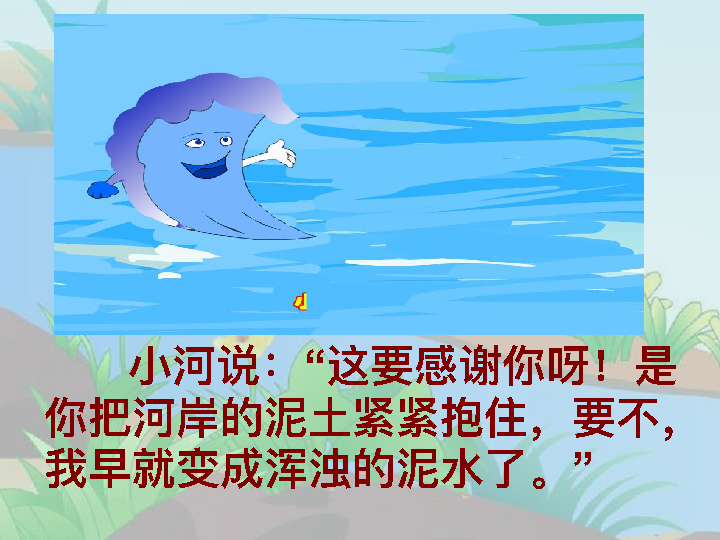 小河说：“这要感谢你呀！是
你把河岸的泥土紧紧抱住，要不，
我早就变成浑浊的泥水了。”